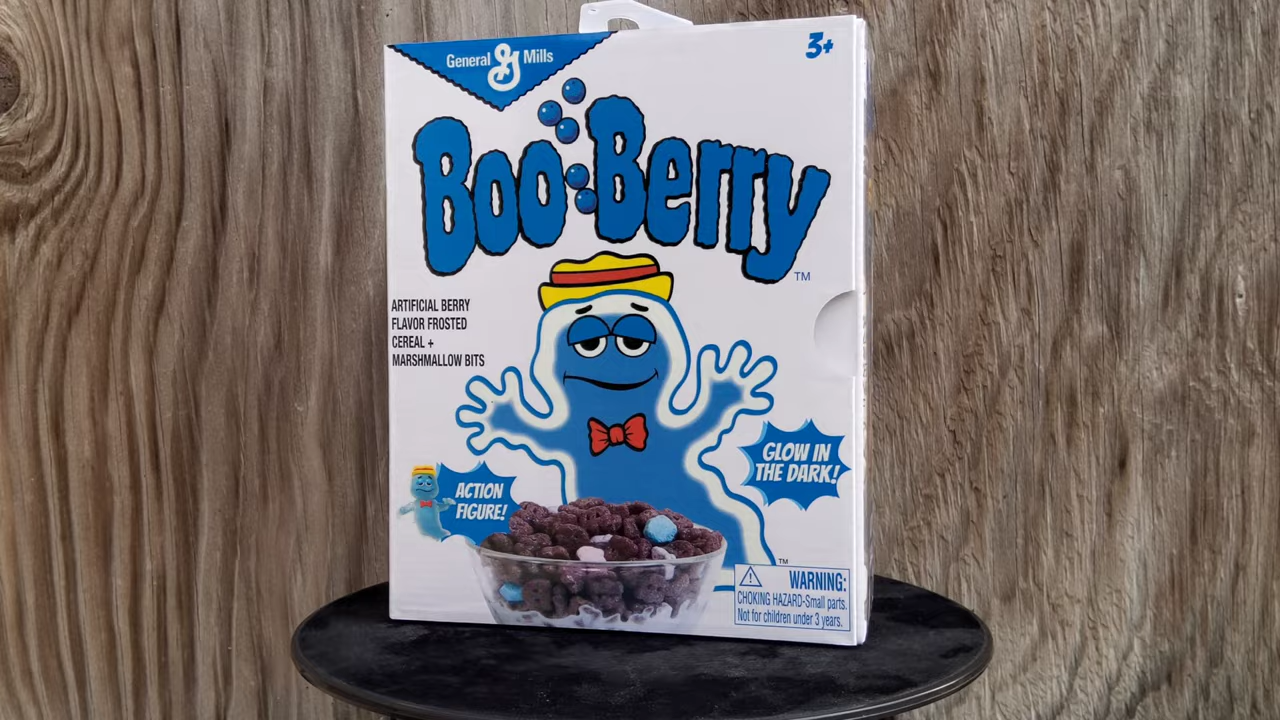 General Mills
3+
Boo Berry
TM
ARTIFICIAL BERRY
FLAVOR FROSTED
CEREAL +
MARSHMALLOW BITS
GLOW IN
THE DARK!
ACTION
FIGURE!
TM
WARNING:
CHOKING HAZARD-Small parts.
Not for children under 3 years.